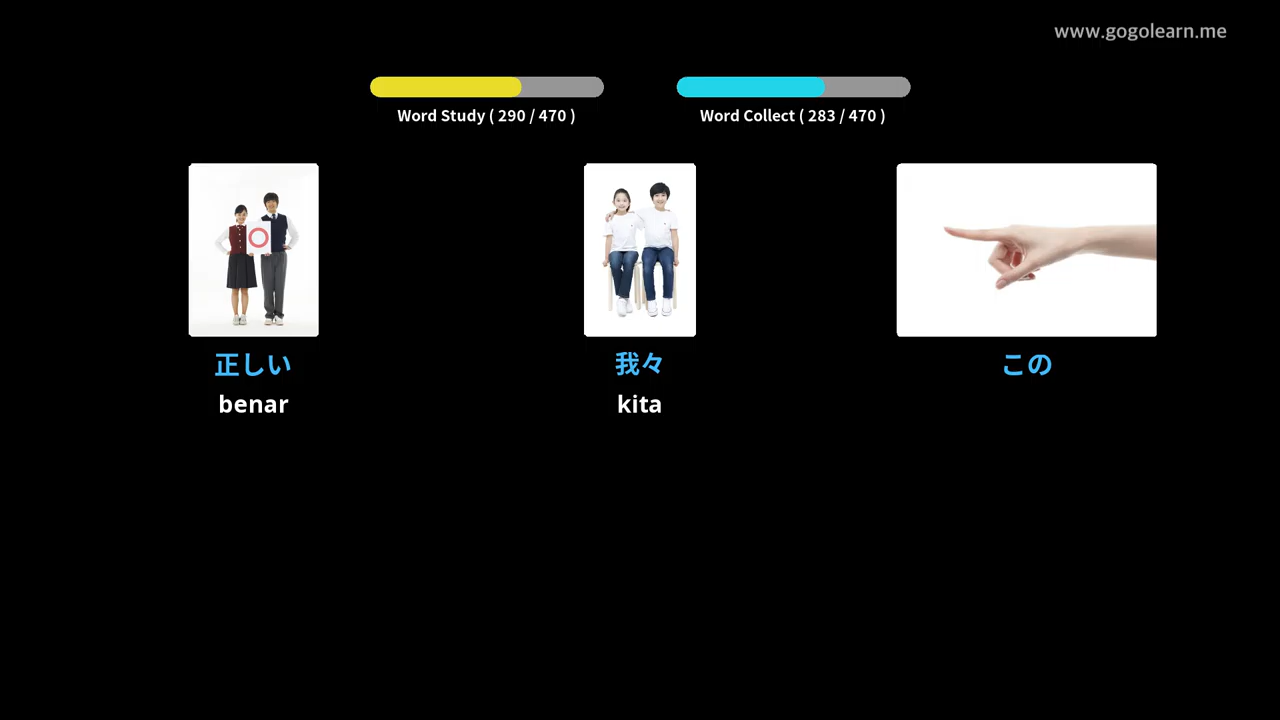 www.gogolearn.me
Word Study ( 290 / 470 )
Word Collect ( 283 / 470 )
正しい
benar
我々
kita
この